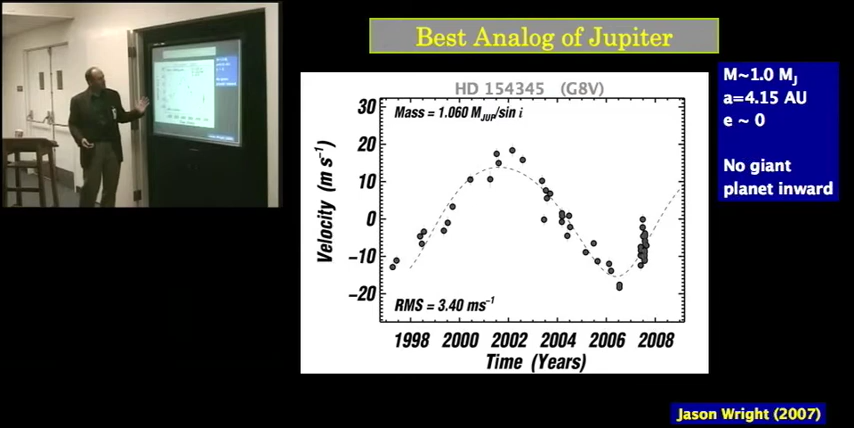 Best Analog of Jupiter
HD 154345 (G8V)
Mass = 1.060 M_JUP/sin i
30
20
10
0
−10
−20
Velocity (m s⁻¹)
RMS = 3.40 ms⁻¹
1998 2000 2002 2004 2006 2008
Time (Years)
M~1.0 M_J
a=4.15 AU
e ~ 0
No giant
planet inward
Jason Wright (2007)